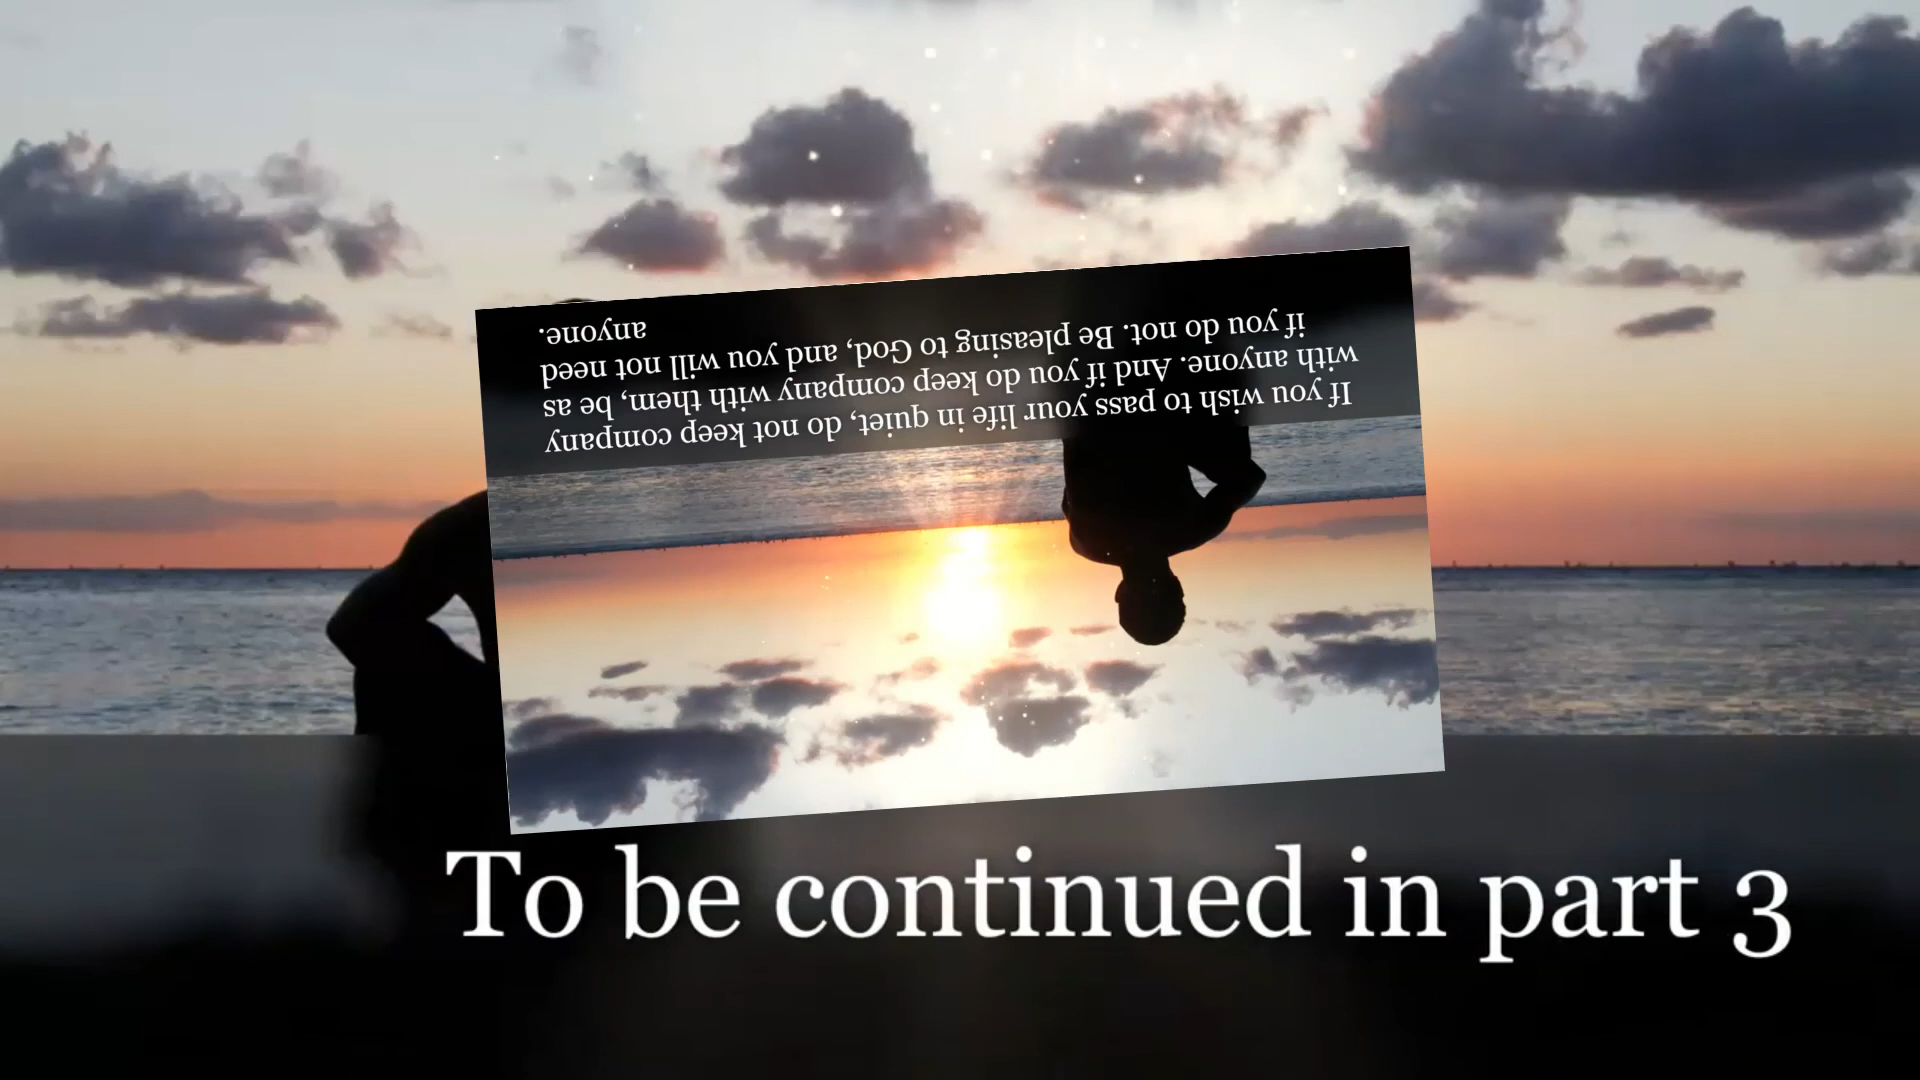 If you wish to pass your life in quiet, do not keep company
with anyone. And if you do keep company with them, be as
if you do not. Be pleasing to God, and you will not need
anyone.
To be continued in part 3